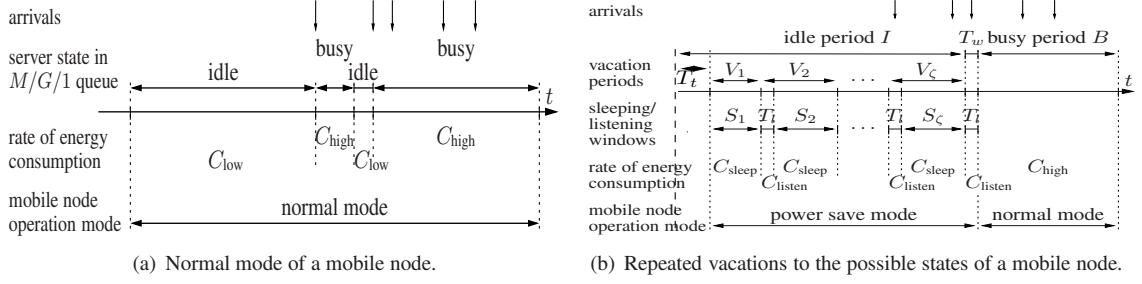 arrivals
server state in
M/G/1 queue
busy
busy
idle
idle
t
rate of energy
consumption
C_high
C_high
C_low
C_low
mobile node
operation mode
normal mode
(a) Normal mode of a mobile node.
arrivals
idle period I
T_w busy period B
vacation
periods
T_t
V_1
V_2
...
V_ζ
t
sleeping/
listening
windows
S_1
T_l
S_2
...
T_l
S_ζ
T_l
rate of energy
consumption
C_sleep
C_sleep
C_sleep
C_high
C_listen
C_listen
C_listen
mobile node
operation mode
power save mode
normal mode
(b) Repeated vacations to the possible states of a mobile node.